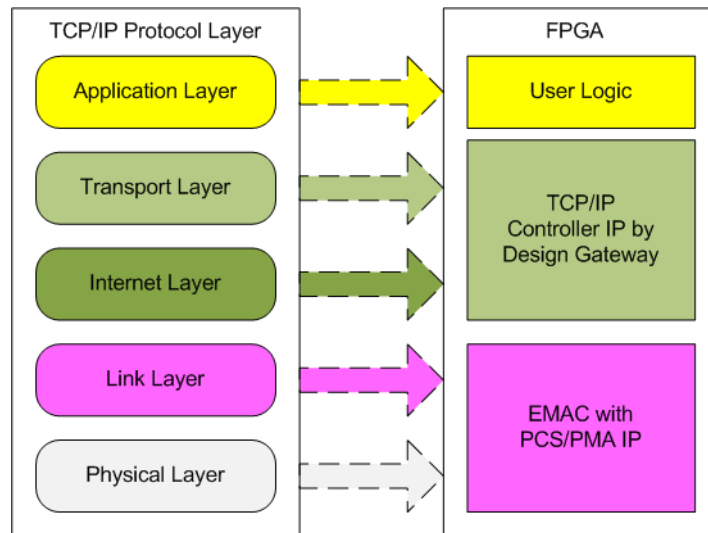 TCP/IP Protocol Layer
Application Layer
Transport Layer
Internet Layer
Link Layer
Physical Layer
FPGA
User Logic
TCP/IP
Controller IP by
Design Gateway
EMAC with
PCS/PMA IP